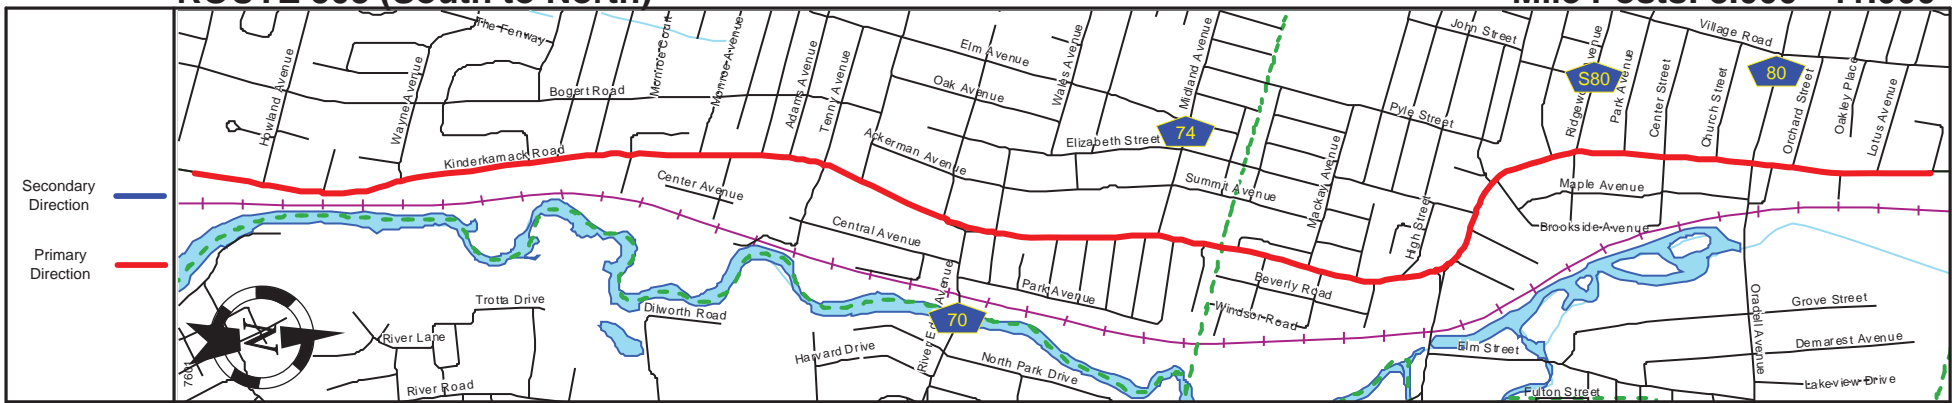 Secondary
Direction
Primary
Direction
The Fenway
Howland Avenue
Wayne Avenue
Bogert Road
Kinderkamack Road
Monroe Avenue
Adams Avenue
Tenny Avenue
Ackerman Avenue
Center Avenue
Central Avenue
Elm Avenue
Oak Avenue
Wales Avenue
Midland Avenue
Elizabeth Street
74
Summit Avenue
Mackay Avenue
Pyle Street
John Street
High Street
Park Avenue
Beverly Road
Windsor Road
70
North Park Drive
Harvard Drive
Dilworth Road
Trotta Drive
River Lane
River Road
N
S80
Park Avenue
Center Street
Church Street
Village Road
80
Orchard Street
Oakley Place
Lotus Avenue
Maple Avenue
Brookside Avenue
Oradell Avenue
Grove Street
Demarest Avenue
Lakeview Drive
Elm Street
Fulton Street